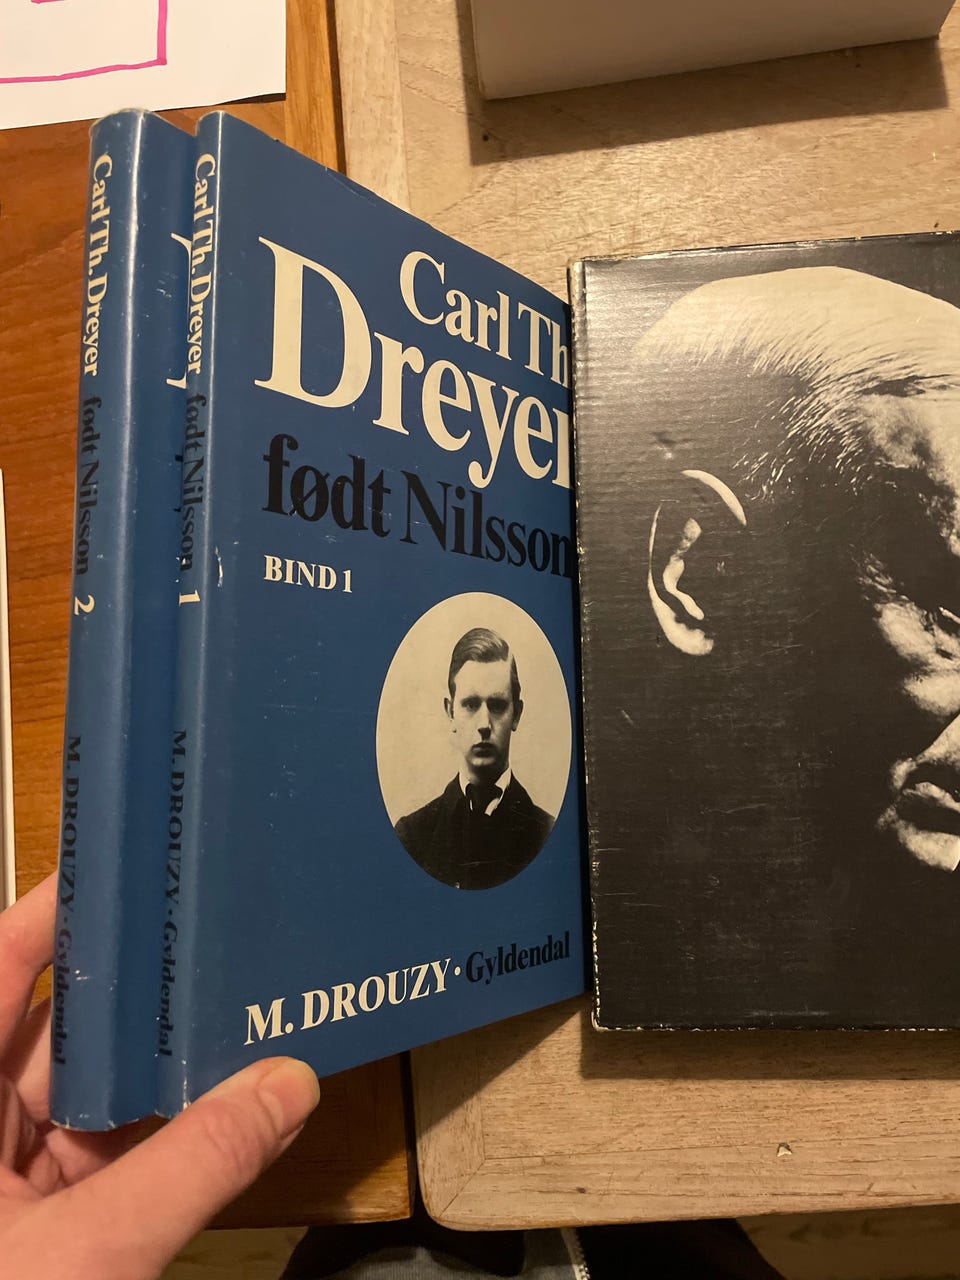 Carl Th. Dreyer født Nilsson 2 M. DROUZY · Gyldendal
Carl Th. Dreyer født Nilsson 1 M. DROUZY · Gyldendal
Carl Th
Dreyer
født Nilsson
BIND 1
M. DROUZY · Gyldendal